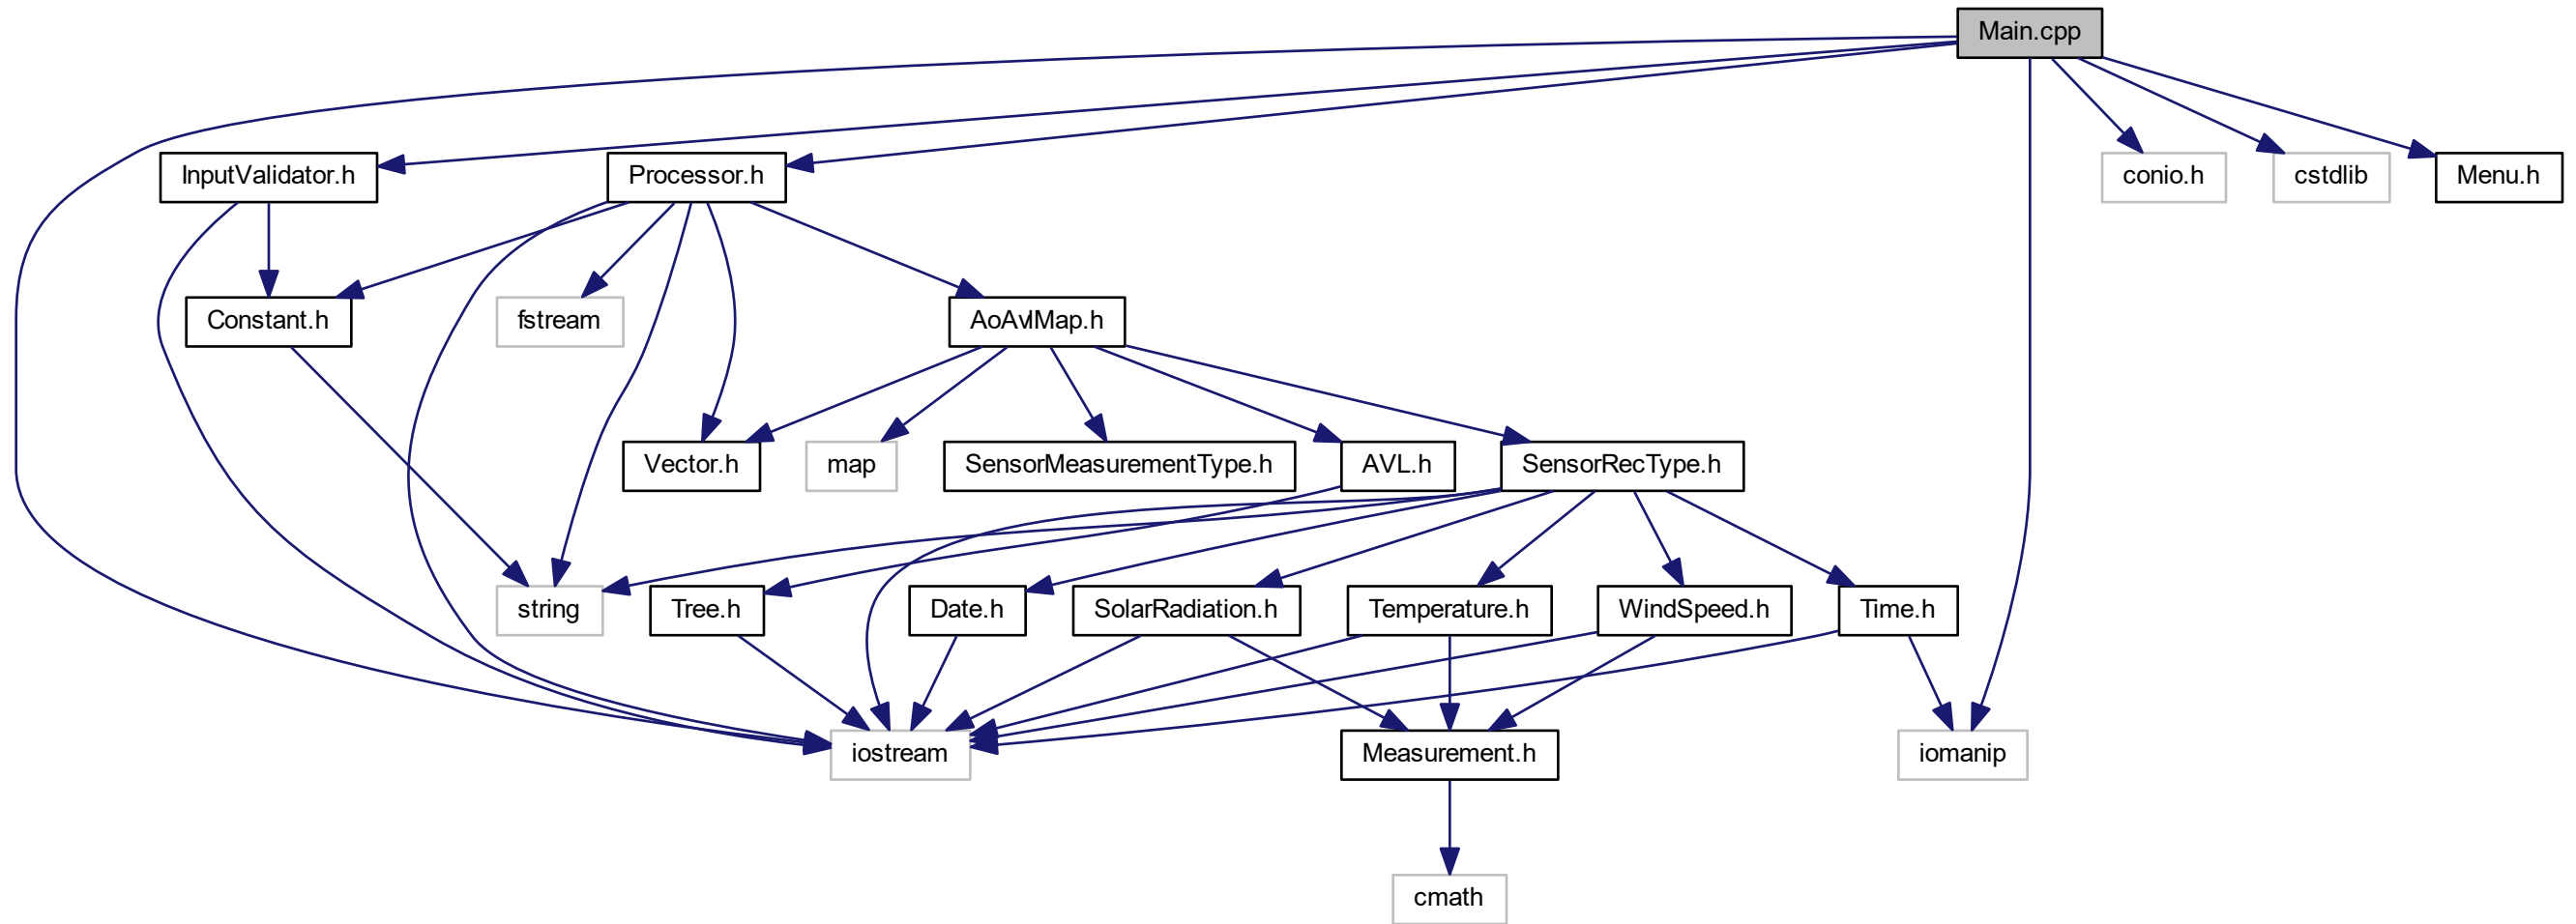 Main.cpp
InputValidator.h
Processor.h
conio.h
cstdlib
Menu.h
Constant.h
fstream
AoAvlMap.h
Vector.h
map
SensorMeasurementType.h
AVL.h
SensorRecType.h
string
Tree.h
Date.h
SolarRadiation.h
Temperature.h
WindSpeed.h
Time.h
iostream
Measurement.h
iomanip
cmath